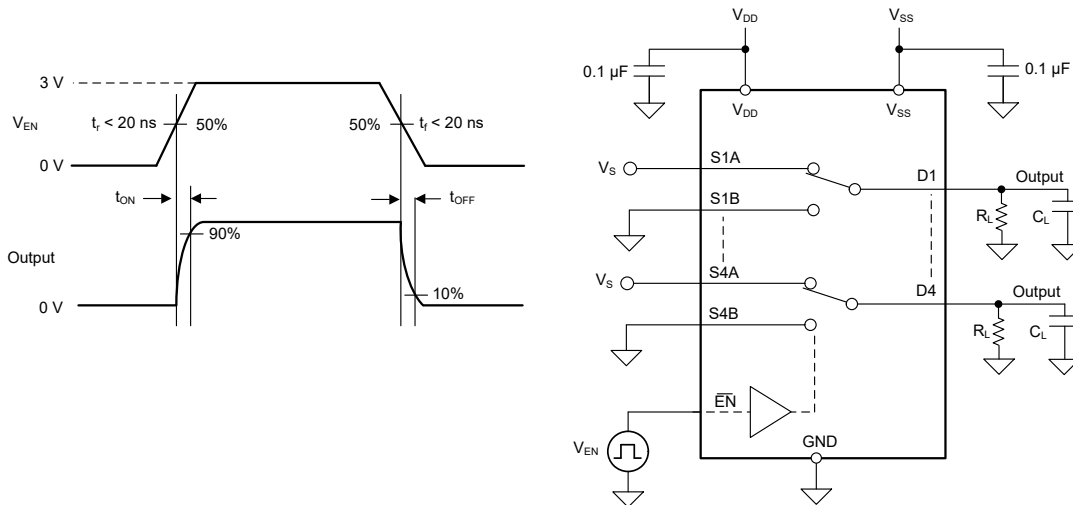 3 V
V_EN
t_r < 20 ns
50%
50%
t_f < 20 ns
0 V
t_ON
t_OFF
90%
Output
10%
0 V
V_DD
V_SS
0.1 µF
0.1 µF
V_DD
V_SS
V_S
S1A
D1
Output
S1B
R_L
C_L
V_S
S4A
D4
Output
S4B
R_L
C_L
E̅N̅
V_EN
GND